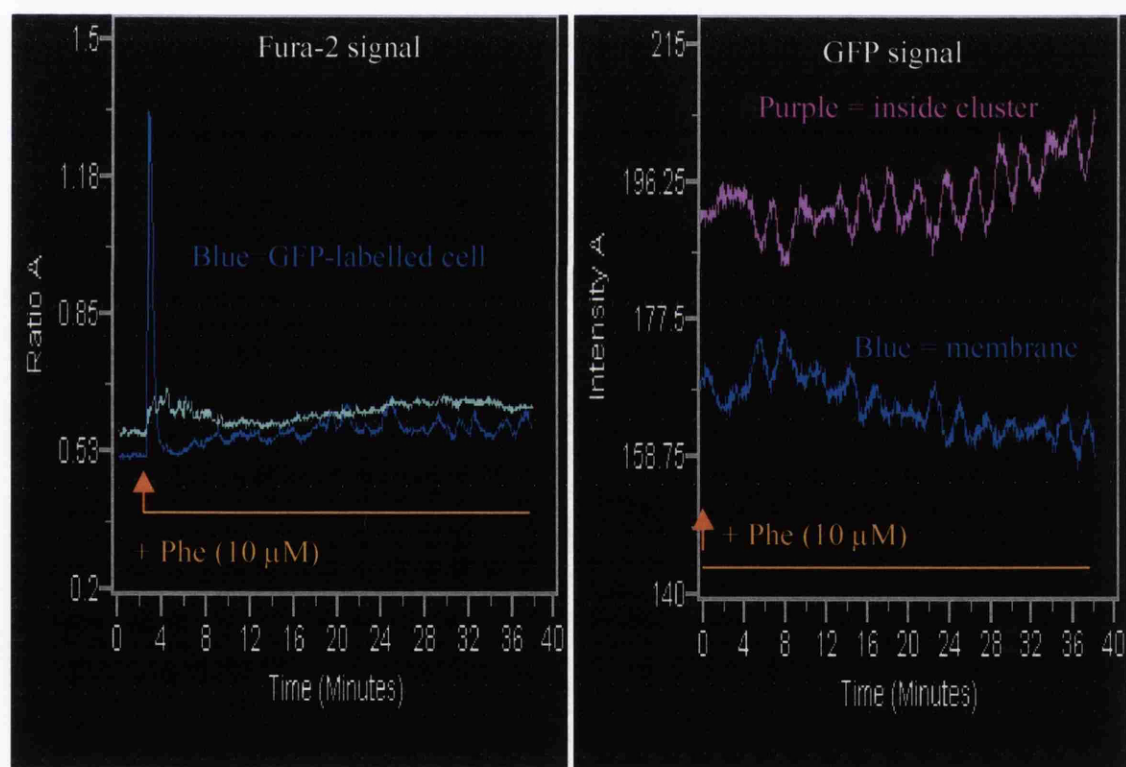 Fura-2 signal
1.5
1.18
0.85
0.53
0.2
Ratio A
Blue=GFP-labelled cell
+ Phe (10 µM)
0 4 8 12 16 20 24 28 32 36 40
Time (Minutes)
GFP signal
215
196.25
177.5
158.75
140
Intensity A
Purple = inside cluster
Blue = membrane
+ Phe (10 µM)
0 4 8 12 16 20 24 28 32 36 40
Time (Minutes)